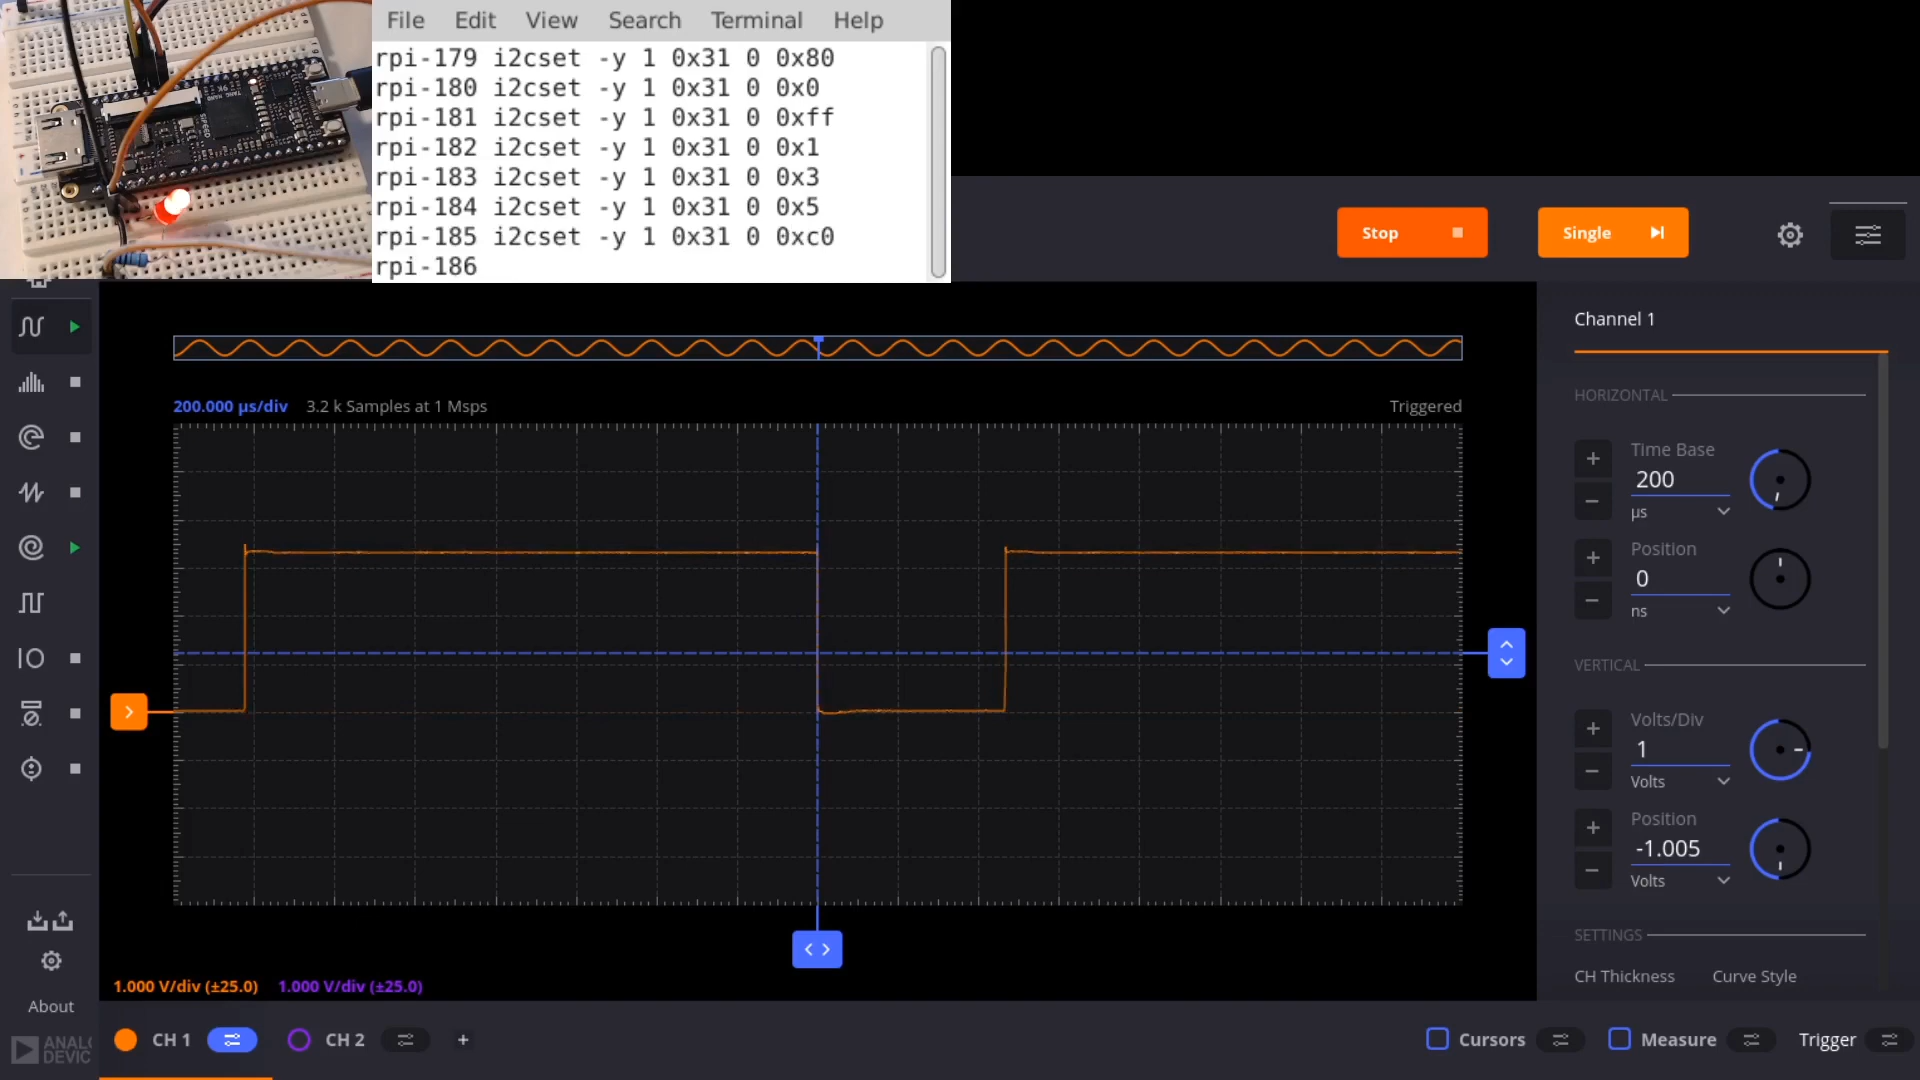 File Edit View Search Terminal Help
rpi-179 i2cset -y 1 0x31 0 0x80
rpi-180 i2cset -y 1 0x31 0 0x0
rpi-181 i2cset -y 1 0x31 0 0xff
rpi-182 i2cset -y 1 0x31 0 0x1
rpi-183 i2cset -y 1 0x31 0 0x3
rpi-184 i2cset -y 1 0x31 0 0x5
rpi-185 i2cset -y 1 0x31 0 0xc0
rpi-186
Stop Single
Channel 1
HORIZONTAL
200.000 µs/div 3.2 k Samples at 1 Msps Triggered
Time Base
200
µs
Position
0
ns
VERTICAL
Volts/Div
1
Volts
Position
-1.005
Volts
SETTINGS
CH Thickness Curve Style
1.000 V/div (±25.0) 1.000 V/div (±25.0)
About
CH 1 CH 2 + Cursors Measure Trigger